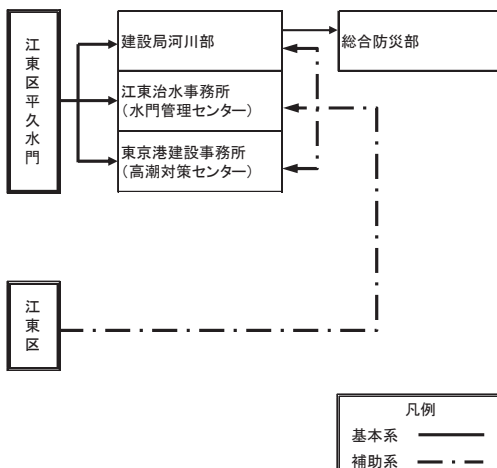 江東区平久水門
建設局河川部
総合防災部
江東治水事務所
（水門管理センター）
東京港建設事務所
（高潮対策センター）
江東区
凡例
基本系
補助系